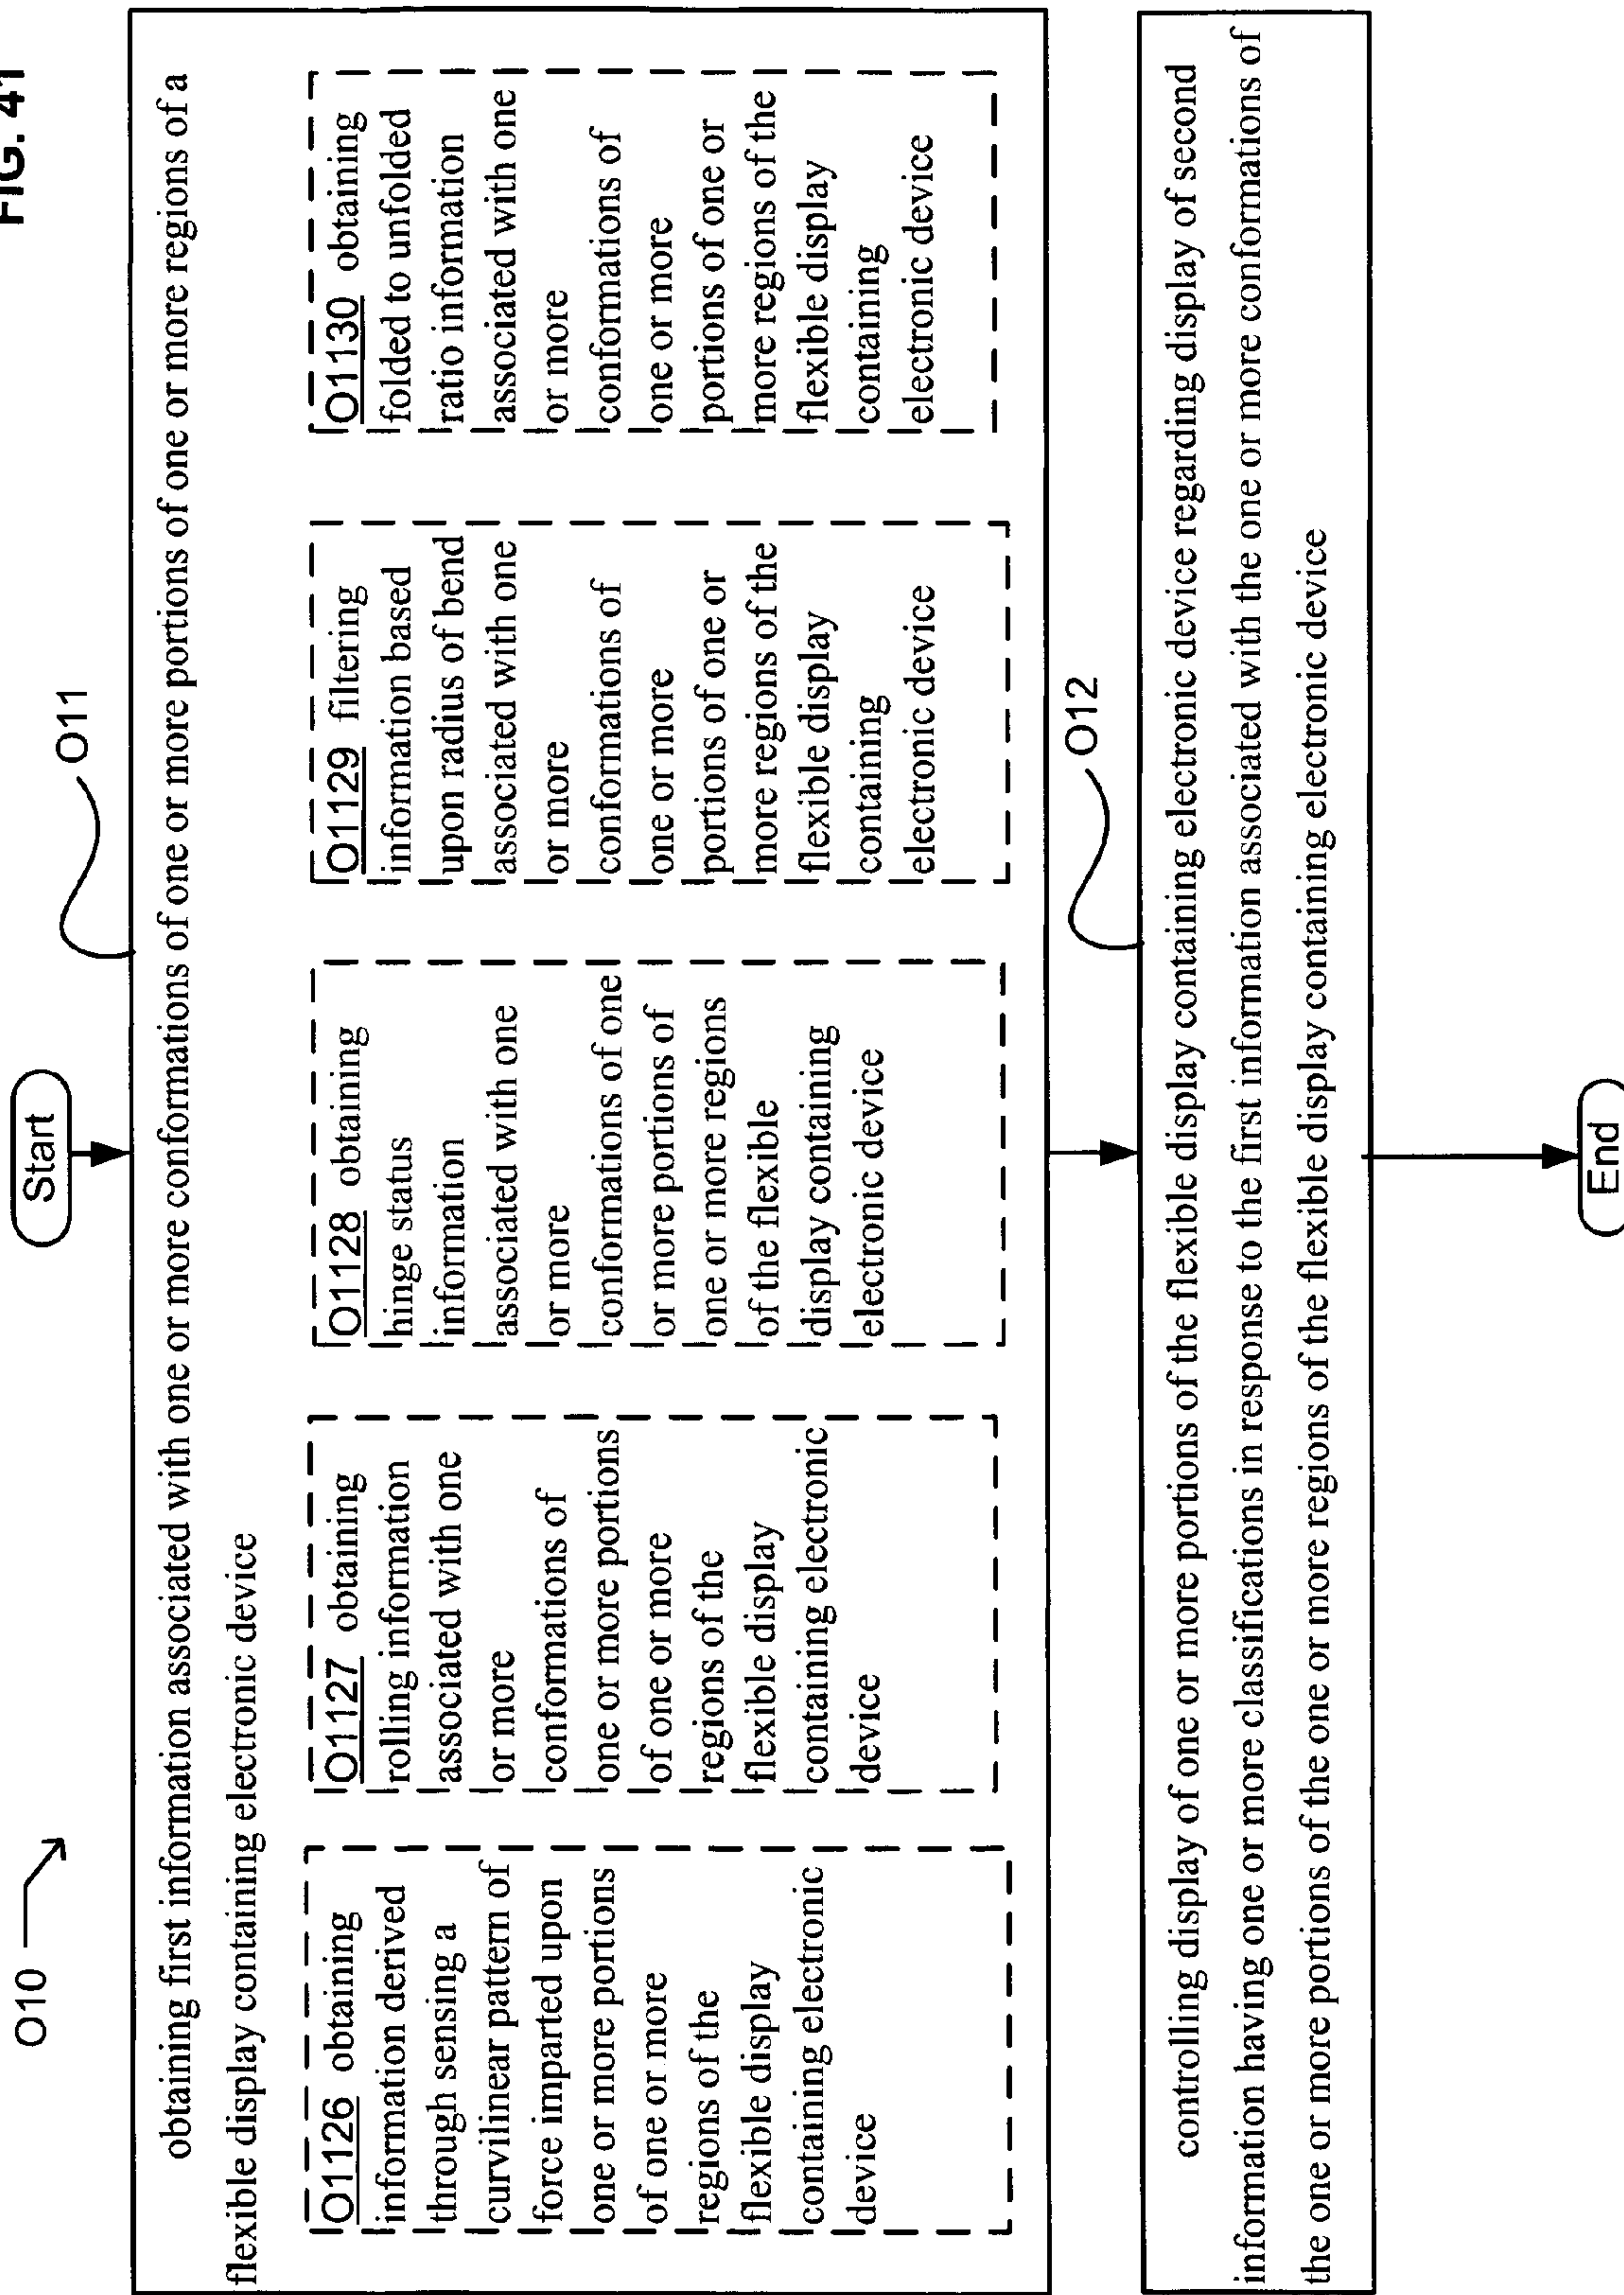 FIG. 41
O10
Start
O11
obtaining first information associated with one or more conformations of one or more portions of one or more regions of a
flexible display containing electronic device
O1126 obtaining
information derived
through sensing a
curvilinear pattern of
force imparted upon
one or more portions
of one or more
regions of the
flexible display
containing electronic
device
O1127 obtaining
rolling information
associated with one
or more
conformations of
one or more portions
of one or more
regions of the
flexible display
containing electronic
device
O1128 obtaining
hinge status
information
associated with one
or more
conformations of one
or more portions of
one or more regions
of the flexible
display containing
electronic device
O1129 filtering
information based
upon radius of bend
associated with one
or more
conformations of
one or more
portions of one or
more regions of the
flexible display
containing
electronic device
O1130 obtaining
folded to unfolded
ratio information
associated with one
or more
conformations of
one or more
portions of one or
more regions of the
flexible display
containing
electronic device
O12
controlling display of one or more portions of the flexible display containing electronic device regarding display of second
information having one or more classifications in response to the first information associated with the one or more conformations of
the one or more portions of the one or more regions of the flexible display containing electronic device
End